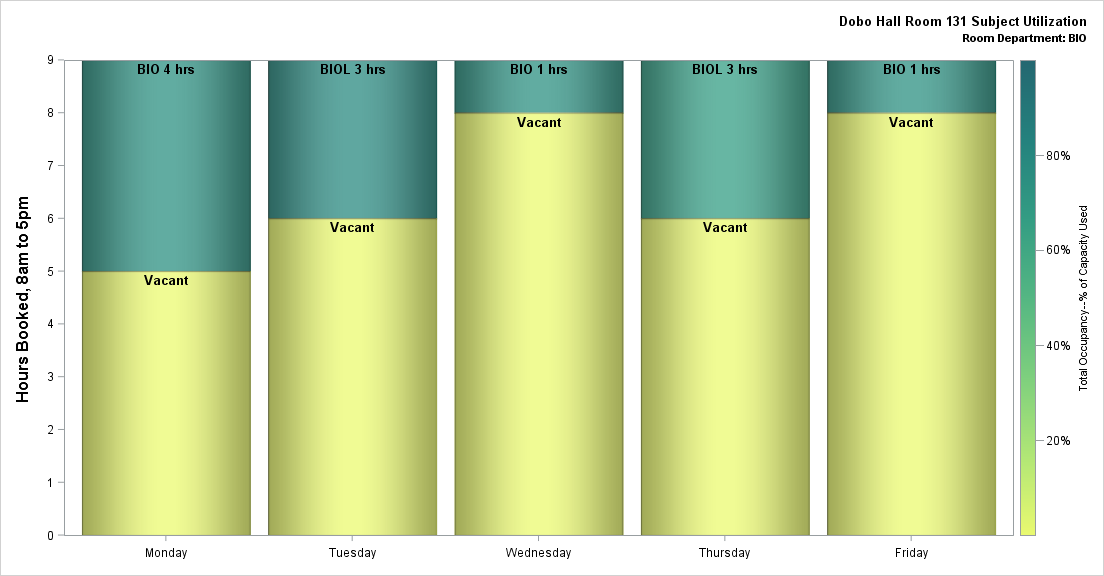 Dobo Hall Room 131 Subject Utilization
Room Department: BIO
Hours Booked, 8am to 5pm
9
8
7
6
5
4
3
2
1
0
BIO 4 hrs
BIOL 3 hrs
BIO 1 hrs
BIOL 3 hrs
BIO 1 hrs
Vacant
Vacant
Vacant
Vacant
Vacant
Monday
Tuesday
Wednesday
Thursday
Friday
80%
60%
40%
20%
Total Occupancy--% of Capacity Used